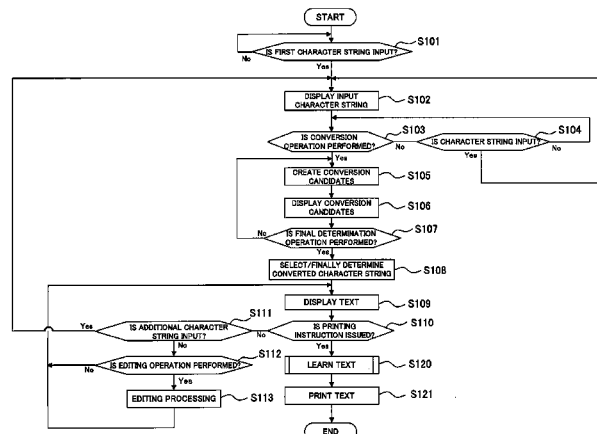 START
IS FIRST CHARACTER STRING INPUT?
S101
No
Yes
DISPLAY INPUT
CHARACTER STRING
S102
IS CONVERSION
OPERATION PERFORMED?
S103
No
IS CHARACTER STRING INPUT?
S104
No
Yes
Yes
CREATE CONVERSION
CANDIDATES
S105
DISPLAY CONVERSION
CANDIDATES
S106
No
IS FINAL DETERMINATION
OPERATION PERFORMED?
S107
Yes
SELECT/FINALLY DETERMINE
CONVERTED CHARACTER STRING
S108
DISPLAY TEXT
S109
Yes
IS ADDITIONAL CHARACTER
STRING INPUT?
S111
No
IS PRINTING
INSTRUCTION ISSUED?
S110
No
Yes
No
IS EDITING OPERATION PERFORMED?
S112
LEARN TEXT
S120
Yes
EDITING PROCESSING
S113
PRINT TEXT
S121
END